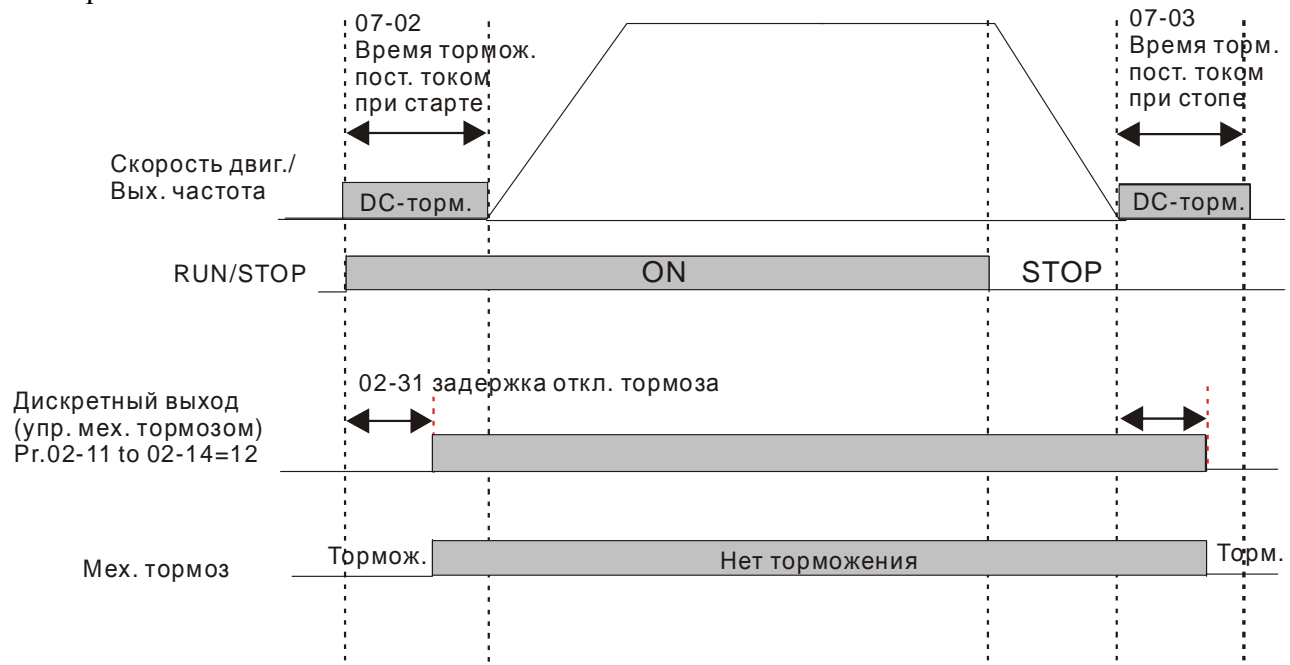 07-02
Время тормож.
пост. током
при старте
07-03
Время торм.
пост. током
при стопе
Скорость двиг./
Вых. частота
DC-торм.
DC-торм.
RUN/STOP
ON
STOP
02-31 задержка откл. тормоза
Дискретный выход
(упр. мех. тормозом)
Pr.02-11 to 02-14=12
Мех. тормоз
Тормож.
Нет торможения
Торм.